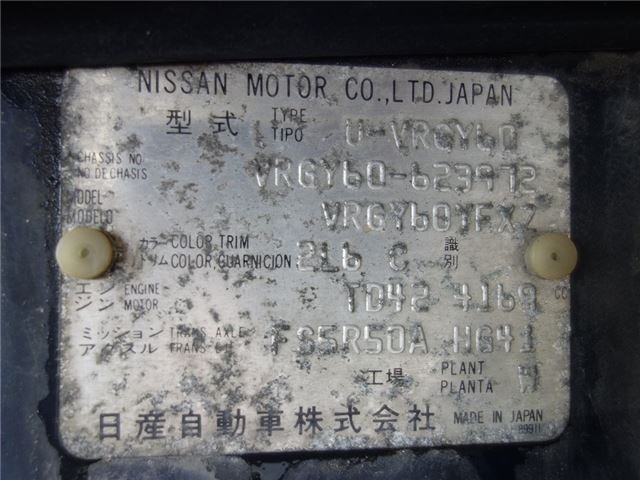 NISSAN MOTOR CO.,LTD.JAPAN
型式 TYPE TIPO U-VRGY60
CHASSIS NO. NO.DE CHASIS VRGY60-623972
MODEL MODELO VRGY60YFXZ
カラー トリム COLOR,TRIM COLOR,GUARNICION 2L6 C 識別
エンジン ENGINE MOTOR TD42 4169 CC
ミッション アクスル TRANS. AXLE TRANS. FS5R50A HG41
工場 PLANT PLANTA W
日産自動車株式会社 MADE IN JAPAN
89911